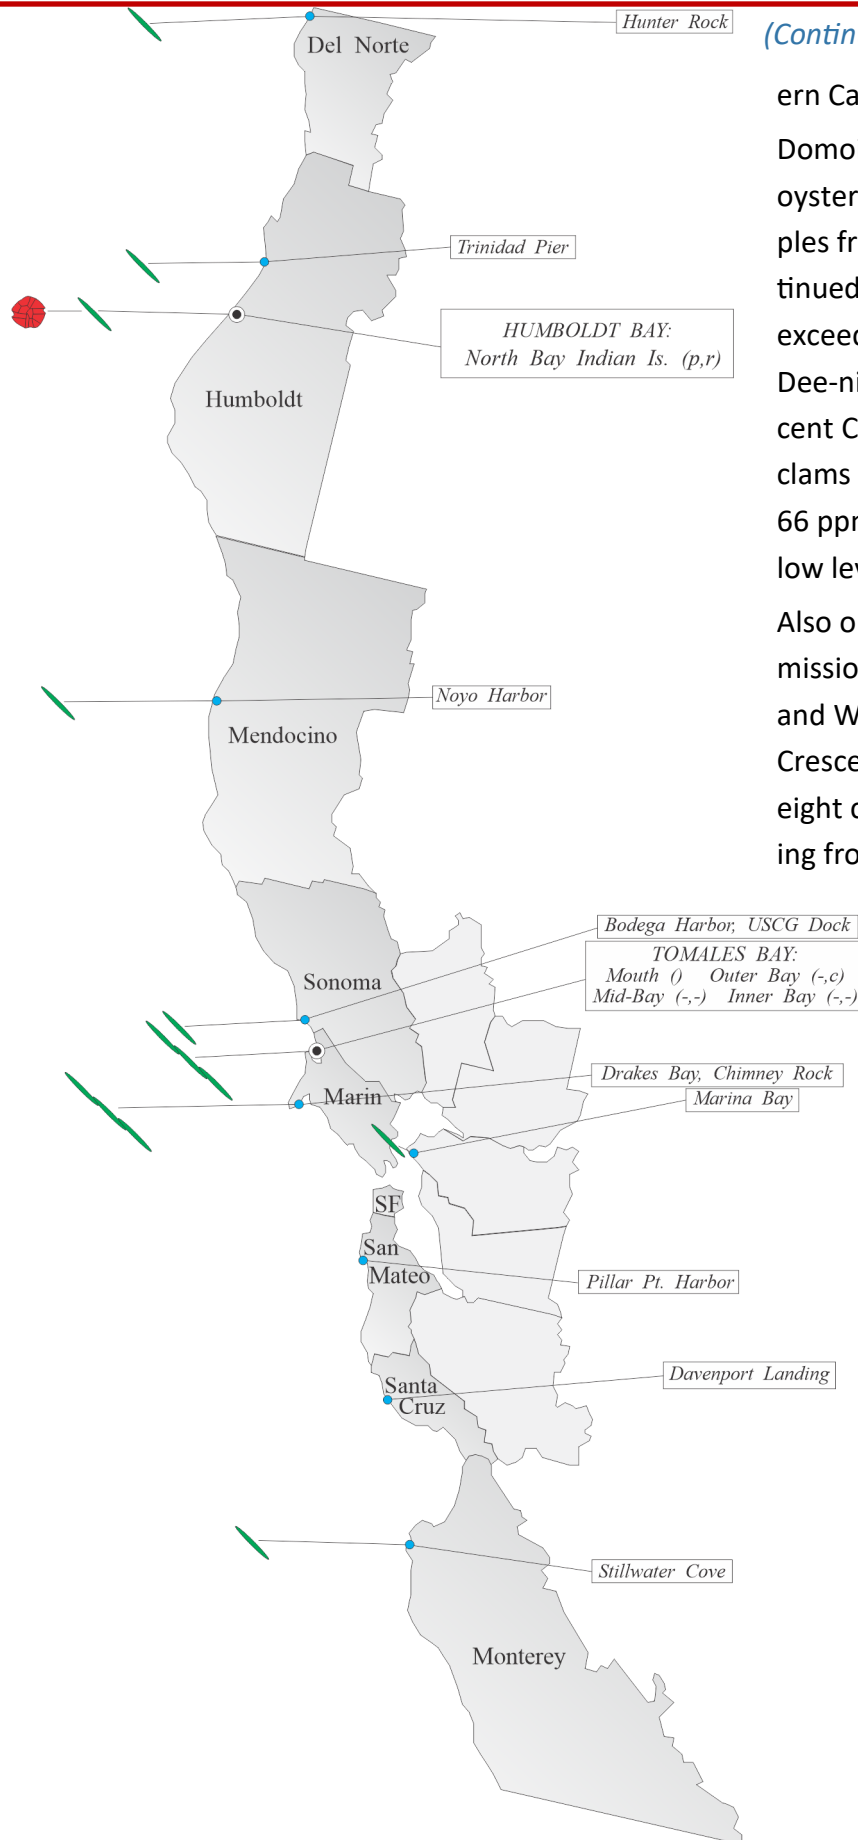 Hunter Rock
(Contin
Del Norte
ern Ca
Domo
oyster
ples fr
Trinidad Pier
tinued
exceed
HUMBOLDT BAY:
North Bay Indian Is. (p,r)
Dee-ni
Humboldt
cent C
clams
66 ppm
low lev
Also o
missio
Noyo Harbor
and W
Mendocino
Cresce
eight o
ing fro
Bodega Harbor, USCG Dock
TOMALES BAY:
Mouth () Outer Bay (-,c)
Mid-Bay (-,-) Inner Bay (-,-)
Sonoma
Drakes Bay, Chimney Rock
Marin
Marina Bay
SF
San
Mateo
Pillar Pt. Harbor
Davenport Landing
Santa
Cruz
Stillwater Cove
Monterey